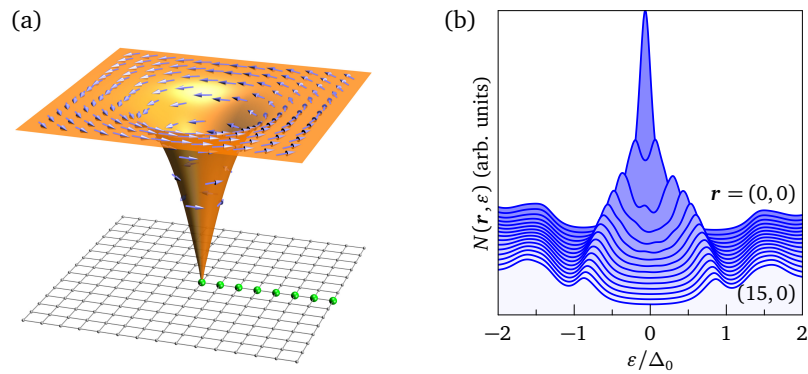 (a)
(b)
N(r, ε) (arb. units)
r = (0, 0)
(15, 0)
−2
−1
0
1
2
ε/Δ₀